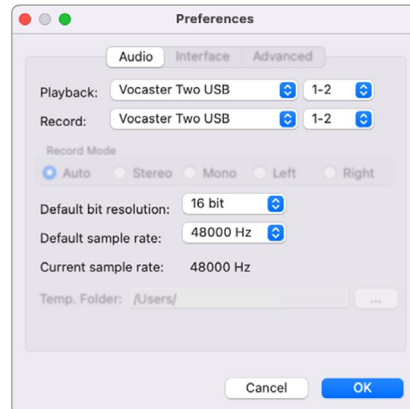 Preferences
Audio Interface Advanced
Playback: Vocaster Two USB 1-2
Record: Vocaster Two USB 1-2
Record Mode
Auto Stereo Mono Left Right
Default bit resolution: 16 bit
Default sample rate: 48000 Hz
Current sample rate: 48000 Hz
Temp. Folder: /Users/ ...
Cancel OK